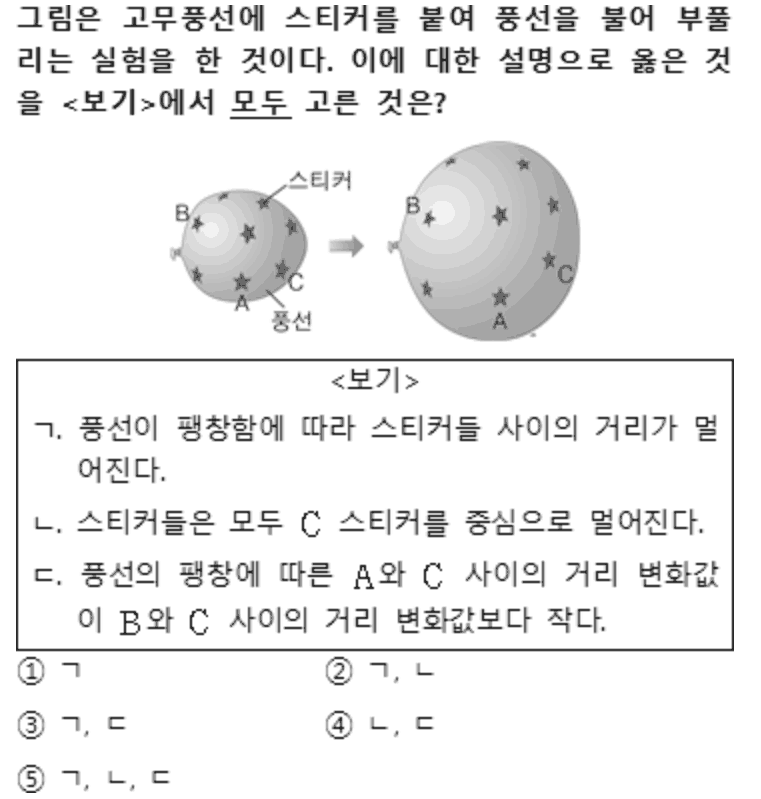 그림은 고무풍선에 스티커를 붙여 풍선을 불어 부풀
리는 실험을 한 것이다. 이에 대한 설명으로 옳은 것
을 <보기>에서 모두 고른 것은?
스티커
B
A
C
풍선
B
C
A
<보기>
ㄱ. 풍선이 팽창함에 따라 스티커들 사이의 거리가 멀
어진다.
ㄴ. 스티커들은 모두 C 스티커를 중심으로 멀어진다.
ㄷ. 풍선의 팽창에 따른 A와 C 사이의 거리 변화값
이 B와 C 사이의 거리 변화값보다 작다.
① ㄱ ② ㄱ, ㄴ
③ ㄱ, ㄷ ④ ㄴ, ㄷ
⑤ ㄱ, ㄴ, ㄷ